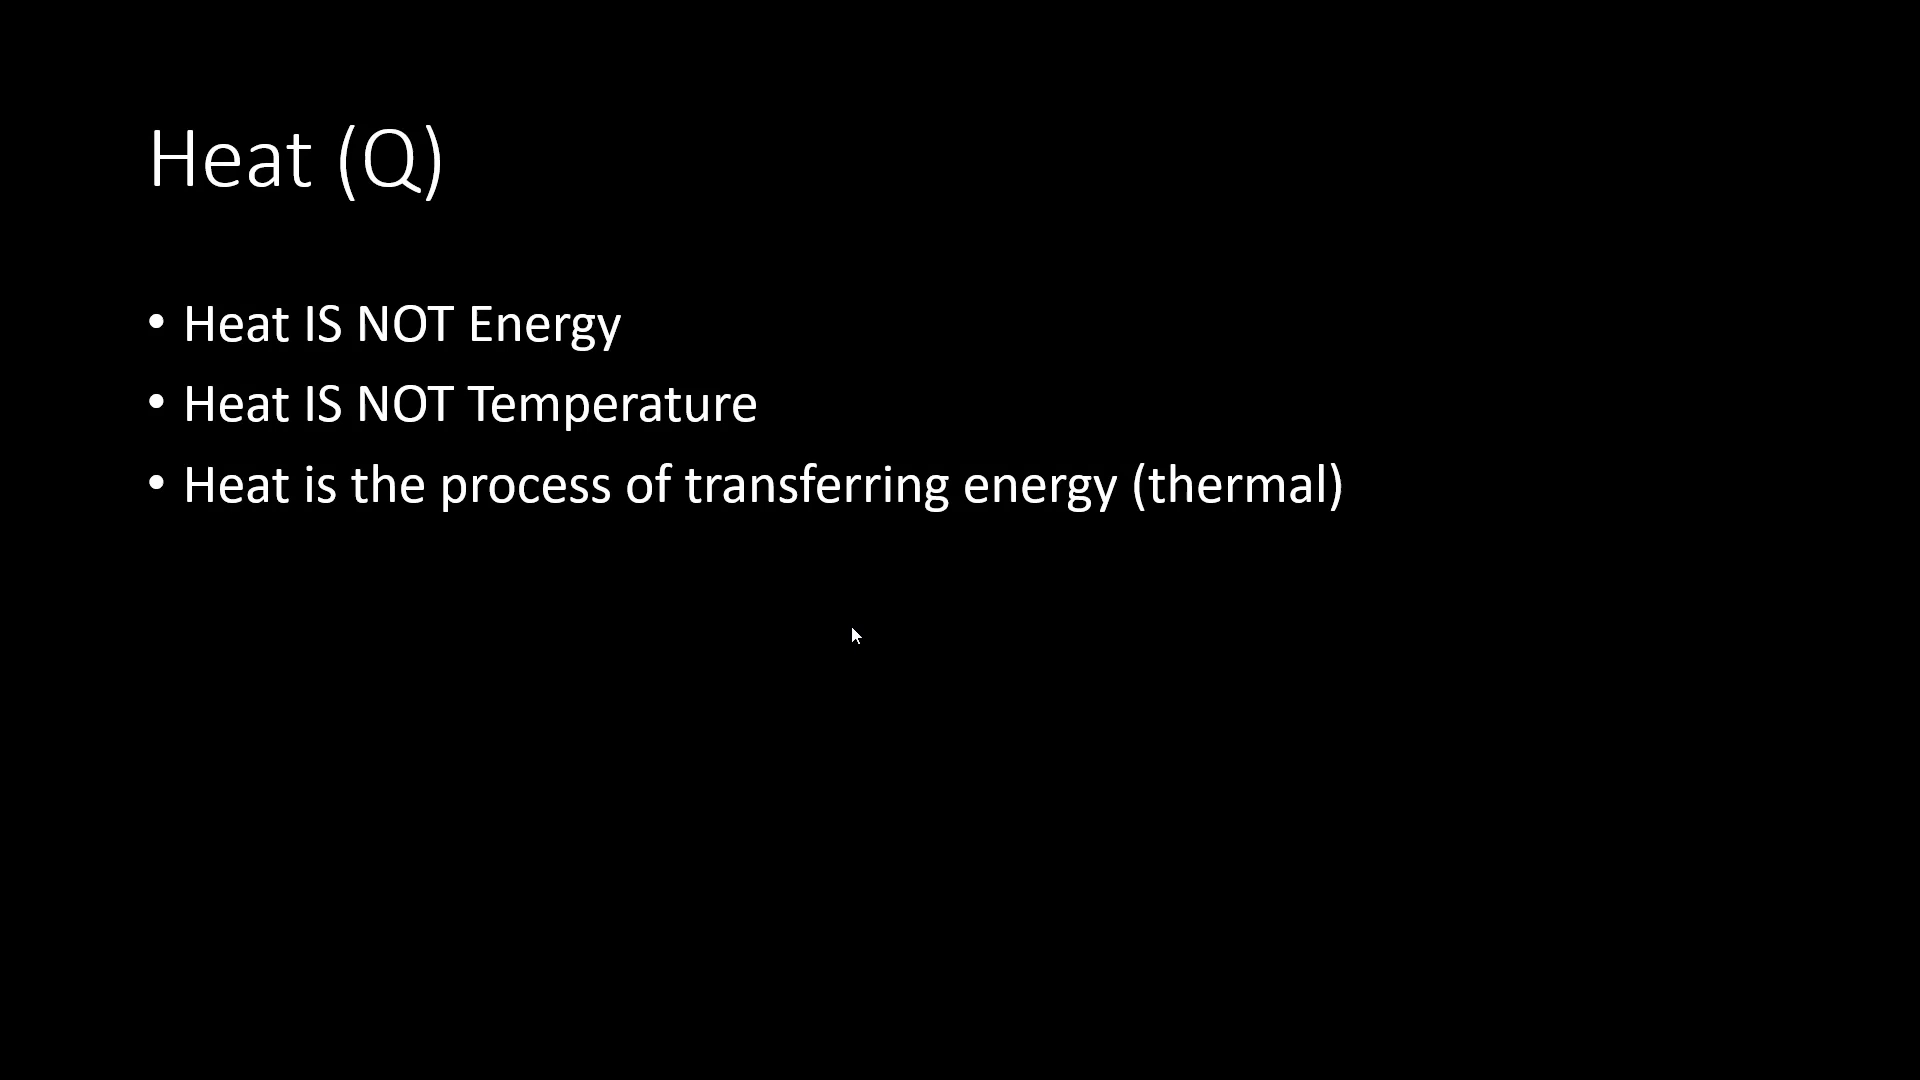 Heat (Q)
• Heat IS NOT Energy
• Heat IS NOT Temperature
• Heat is the process of transferring energy (thermal)